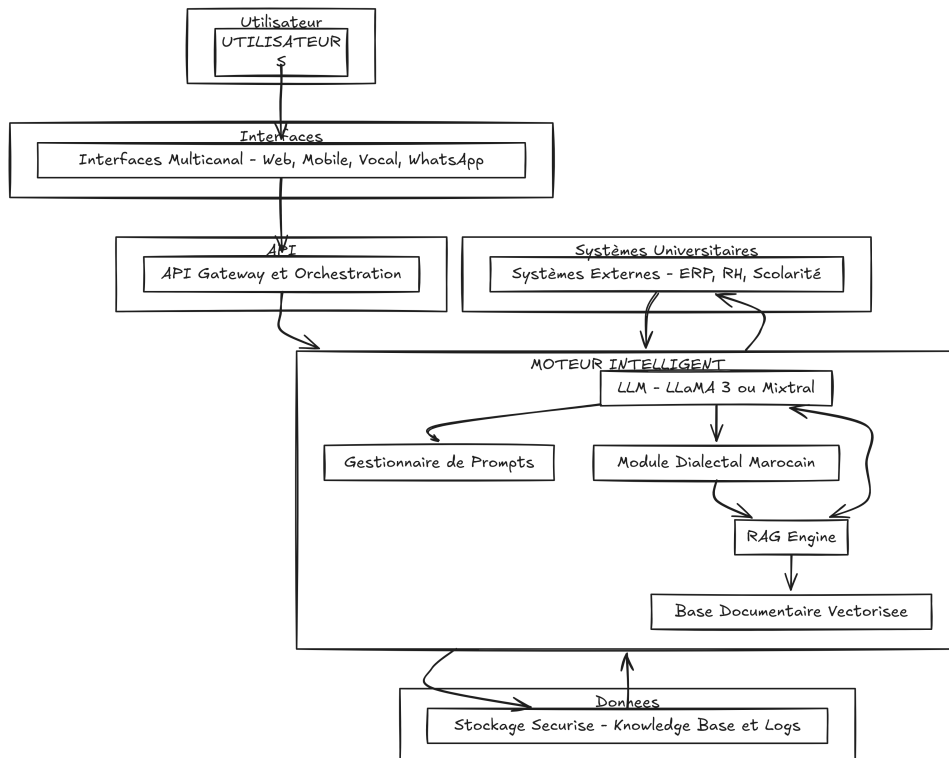 Utilisateur
UTILISATEUR
S
Interfaces
Interfaces Multicanal - Web, Mobile, Vocal, WhatsApp
API
API Gateway et Orchestration
Systèmes Universitaires
Systèmes Externes - ERP, RH, Scolarité
MOTEUR INTELLIGENT
LLM - LLaMA 3 ou Mixtral
Gestionnaire de Prompts
Module Dialectal Marocain
RAG Engine
Base Documentaire Vectorisee
Donnees
Stockage Securise - Knowledge Base et Logs